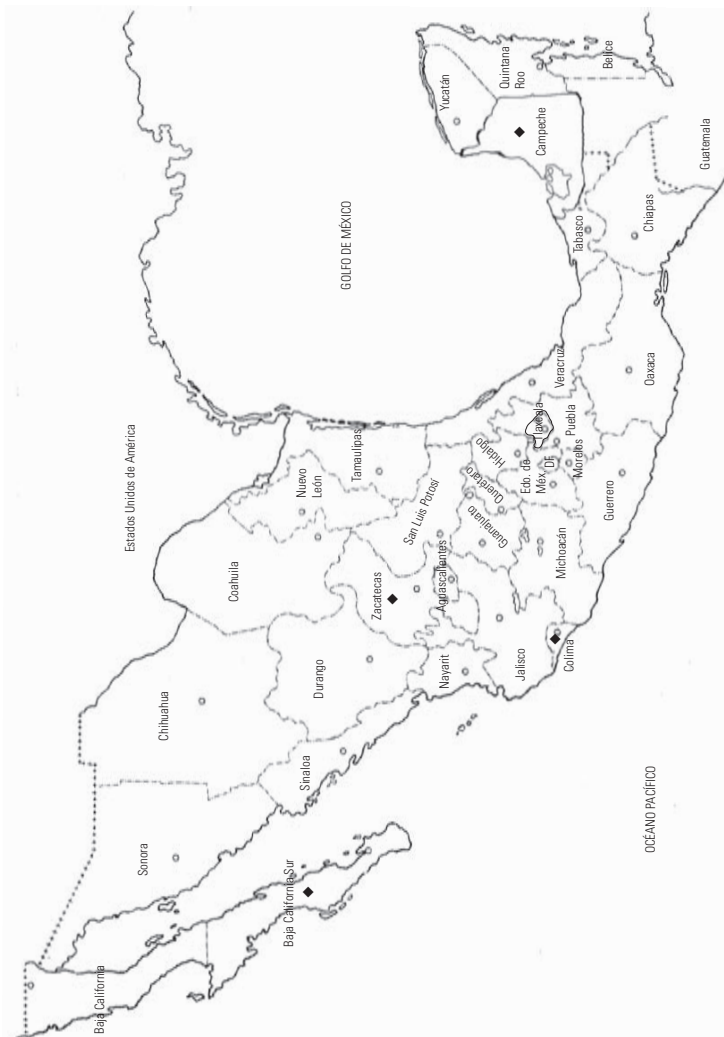 Estados Unidos de América
GOLFO DE MÉXICO
OCÉANO PACÍFICO
Baja California
Baja California Sur
Sonora
Chihuahua
Sinaloa
Durango
Coahuila
Nuevo
León
Tamaulipas
Zacatecas
San Luis Potosí
Nayarit
Aguascalientes
Jalisco
Colima
Guanajuato
Querétaro
Hidalgo
Michoacán
Edo. da
Méx.
DF
Morelos
Tlaxcala
Puebla
Veracruz
Guerrero
Oaxaca
Tabasco
Chiapas
Campeche
Yucatán
Quintana
Roo
Belice
Guatemala